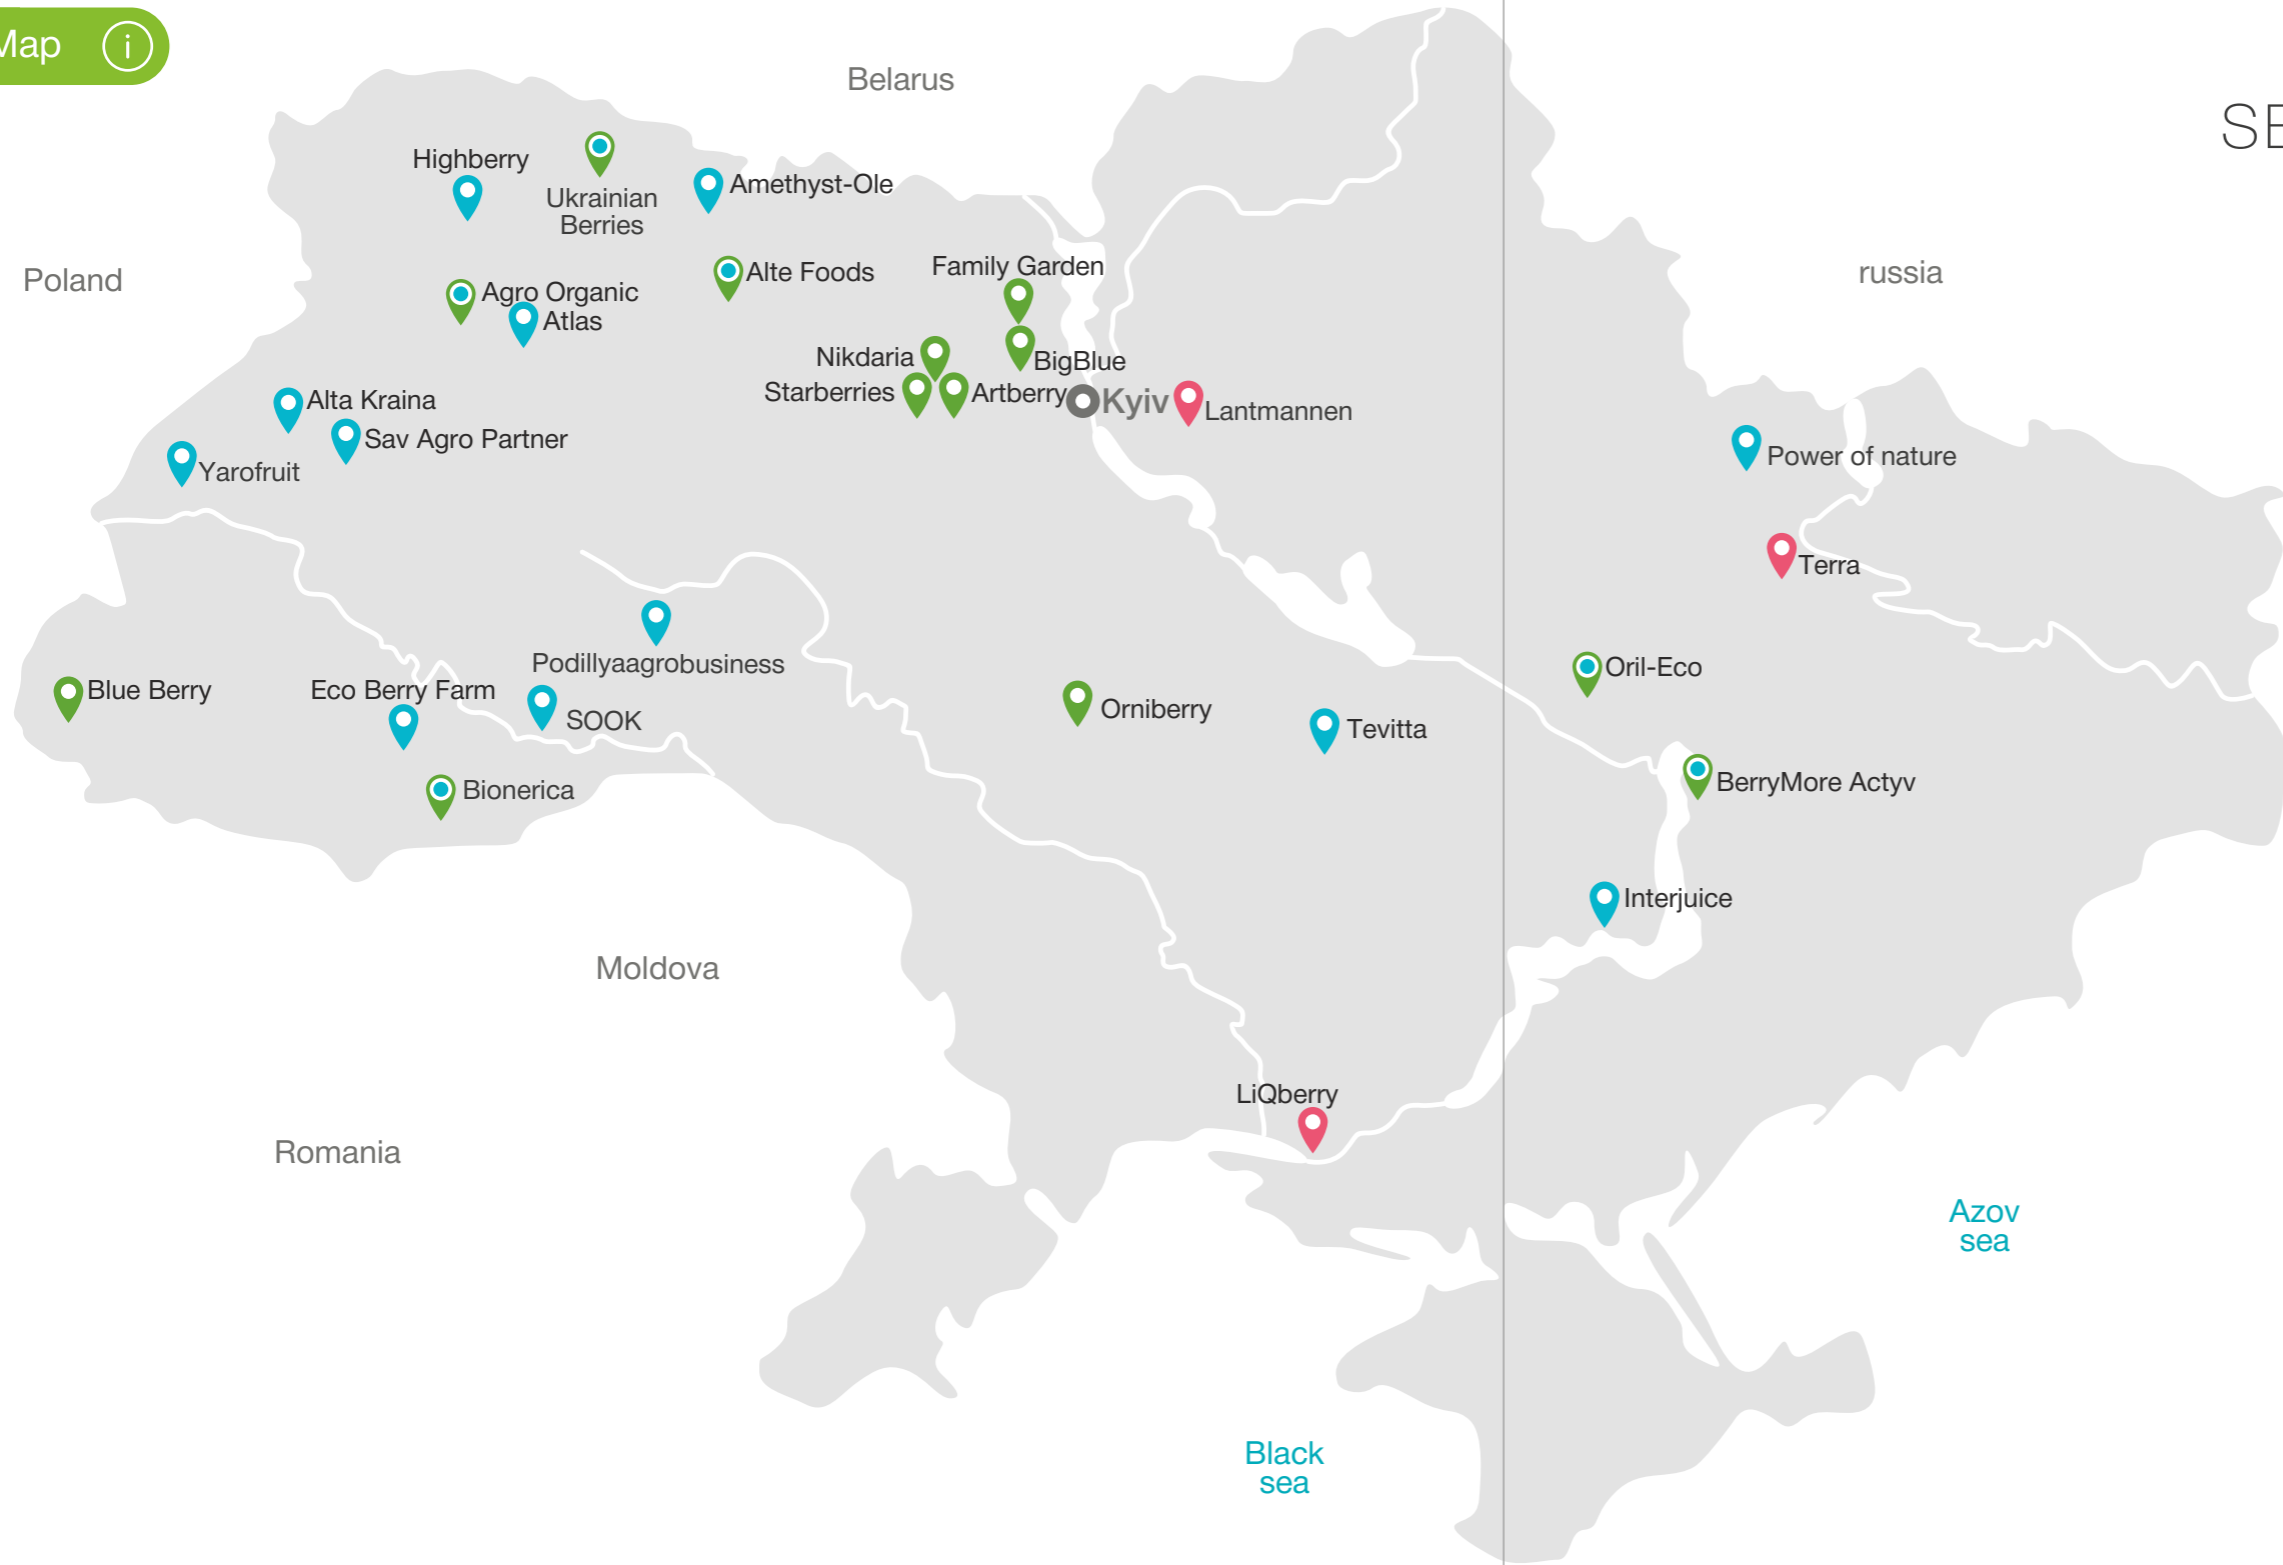 Map
i
SE
Belarus
Highberry
Ukrainian
Berries
Amethyst-Ole
Poland
Agro Organic
Atlas
Alte Foods
Family Garden
russia
Nikdaria
BigBlue
Starberries
Artberry
Kyiv
Lantmannen
Alta Kraina
Sav Agro Partner
Yarofruit
Power of nature
Terra
Podillyaagrobusiness
Oril-Eco
Blue Berry
Eco Berry Farm
SOOK
Orniberry
Tevitta
Bionerica
BerryMore Actyv
Interjuice
Moldova
LiQberry
Romania
Azov
sea
Black
sea